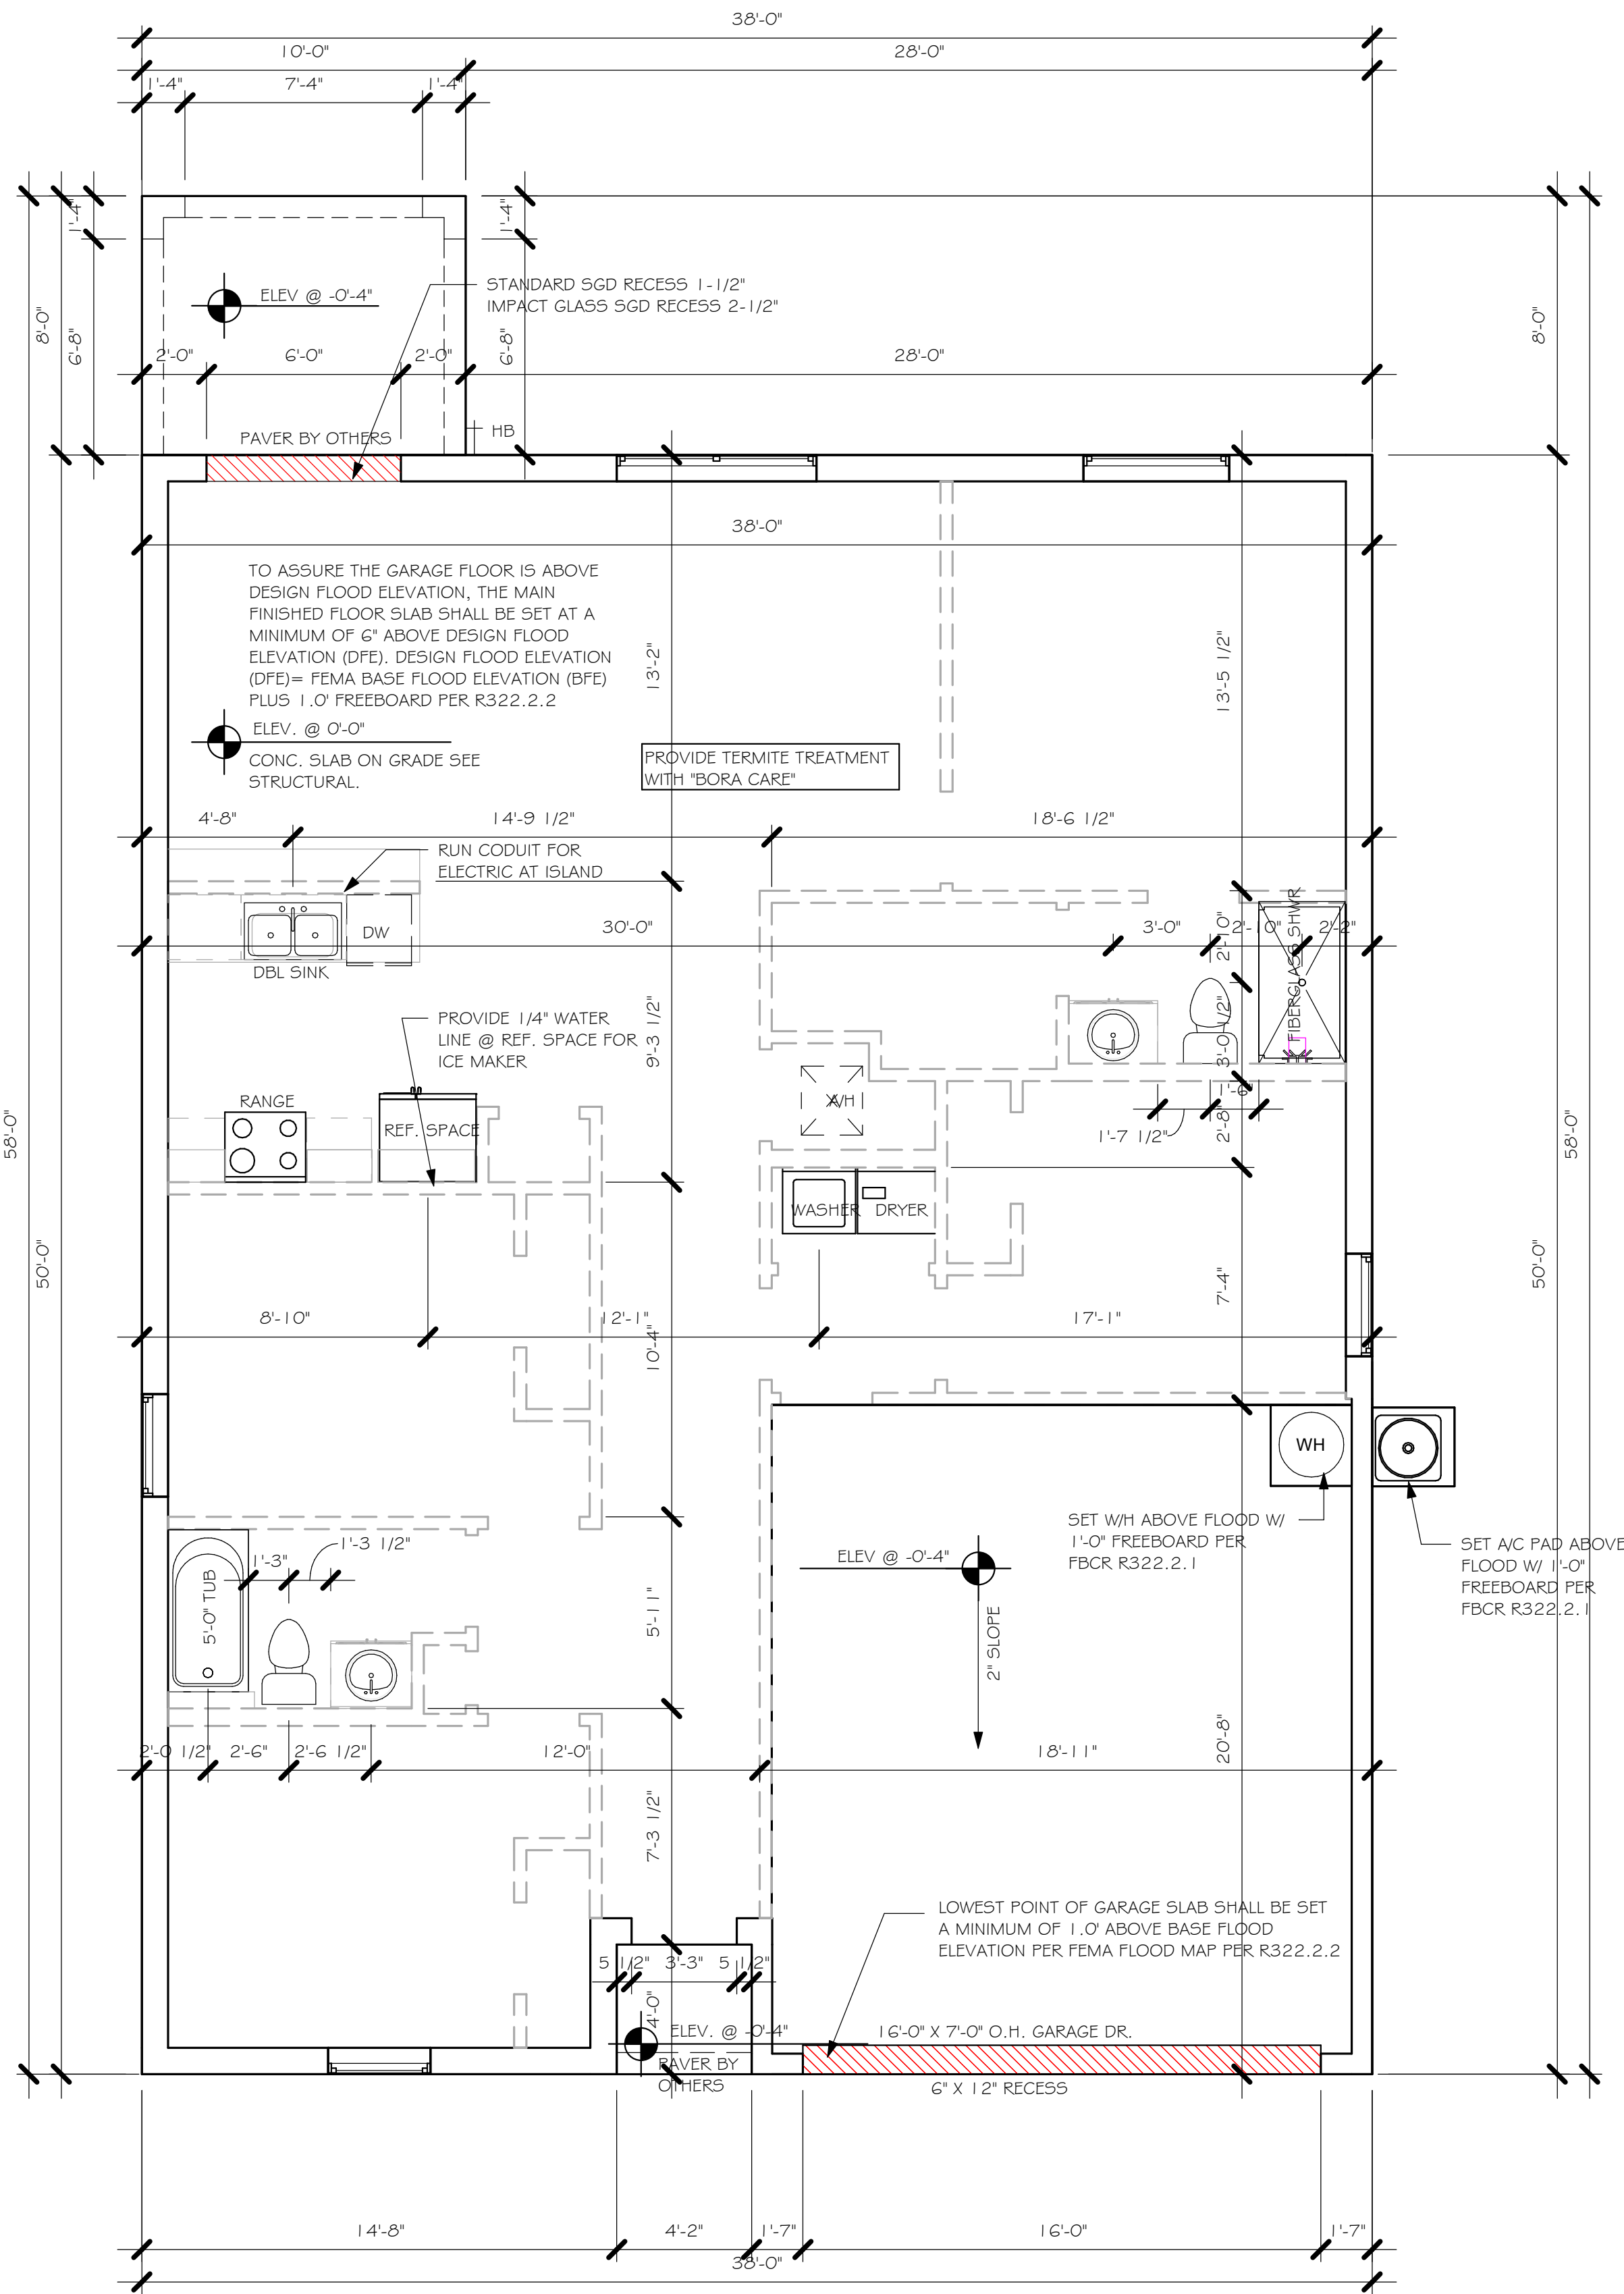 38'-0"
10'-0"
28'-0"
1'-4"
7'-4"
1'-4"
1'-4"
1'-4"
8'-0"
6'-8"
6'-8"
8'-0"
ELEV @ -0'-4"
STANDARD SGD RECESS 1-1/2"
IMPACT GLASS SGD RECESS 2-1/2"
2'-0"
6'-0"
2'-0"
28'-0"
PAVER BY OTHERS
HB
38'-0"
TO ASSURE THE GARAGE FLOOR IS ABOVE
DESIGN FLOOD ELEVATION, THE MAIN
FINISHED FLOOR SLAB SHALL BE SET AT A
MINIMUM OF 6" ABOVE DESIGN FLOOD
ELEVATION (DFE). DESIGN FLOOD ELEVATION
(DFE)= FEMA BASE FLOOD ELEVATION (BFE)
PLUS 1.0' FREEBOARD PER R322.2.2
13'-2"
13'-5 1/2"
ELEV. @ 0'-0"
CONC. SLAB ON GRADE SEE
STRUCTURAL.
PROVIDE TERMITE TREATMENT
WITH "BORA CARE"
4'-8"
14'-9 1/2"
18'-6 1/2"
RUN CODUIT FOR
ELECTRIC AT ISLAND
DW
DBL SINK
30'-0"
3'-0"
2'-10"
2'-10"
2'-2"
FIBERGLASS SHWR
PROVIDE 1/4" WATER
LINE @ REF. SPACE FOR
ICE MAKER
9'-3 1/2"
3'-0 1/2"
RANGE
REF. SPACE
A/H
1'-6"
1'-7 1/2"
2'-8"
58'-0"
58'-0"
WASHER
DRYER
50'-0"
50'-0"
8'-10"
12'-1"
17'-1"
7'-4"
10'-4"
WH
SET W/H ABOVE FLOOD W/
1'-0" FREEBOARD PER
FBCR R322.2.1
SET A/C PAD ABOVE
FLOOD W/ 1'-0"
FREEBOARD PER
FBCR R322.2.1
1'-3"
1'-3 1/2"
5'-0" TUB
ELEV @ -0'-4"
2" SLOPE
5'-11"
2'-0 1/2"
2'-6"
2'-6 1/2"
12'-0"
18'-11"
20'-8"
7'-3 1/2"
LOWEST POINT OF GARAGE SLAB SHALL BE SET
A MINIMUM OF 1.0' ABOVE BASE FLOOD
ELEVATION PER FEMA FLOOD MAP PER R322.2.2
5 1/2"
3'-3"
5 1/2"
4'-0"
ELEV. @ -0'-4"
16'-0" X 7'-0" O.H. GARAGE DR.
PAVER BY
OTHERS
6" X 12" RECESS
14'-8"
4'-2"
1'-7"
16'-0"
1'-7"
38'-0"